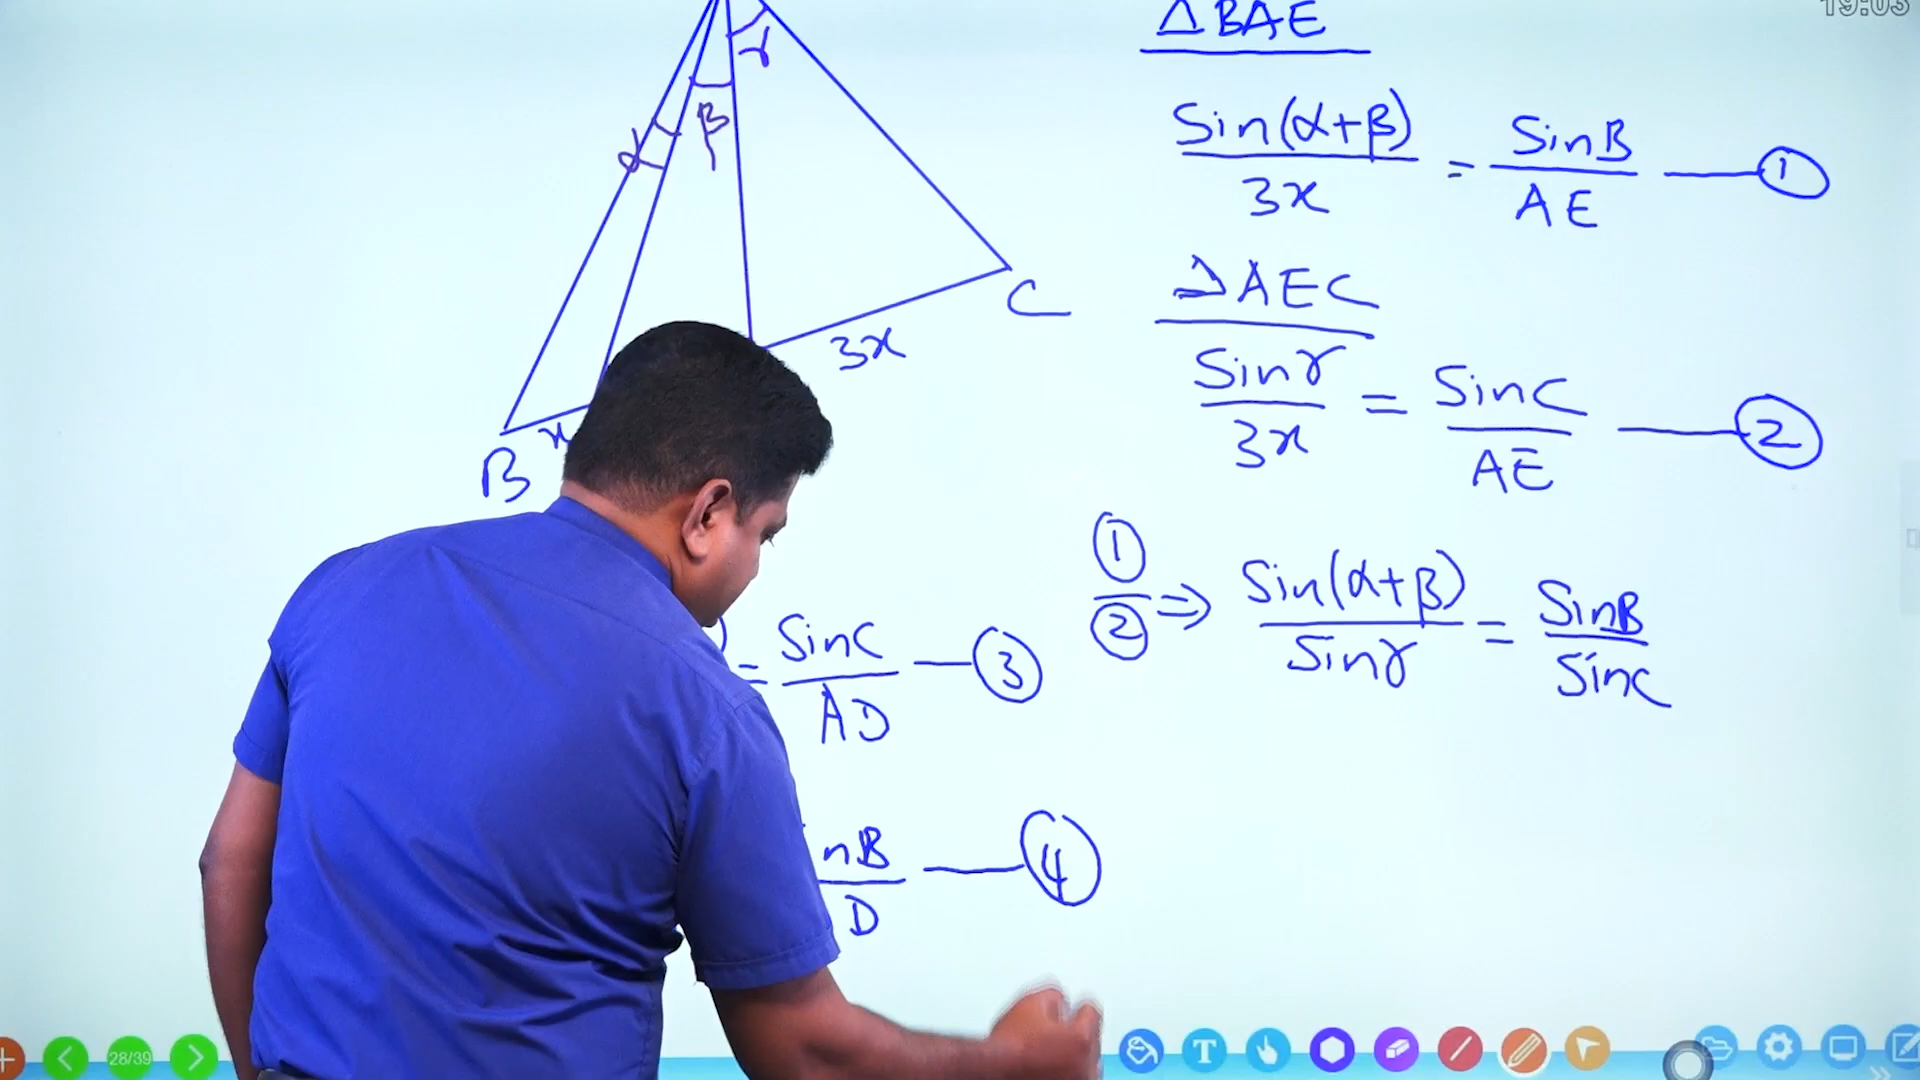 19:03
△BAE
Sin(α+β)/3x = SinB/AE —— ①
△AEC
Sinγ/3x = SinC/AE —— ②
①/② ⇒ Sin(α+β)/Sinγ = SinB/SinC
γ
β
α
C
3x
x
B
= SinC/AD — ③
nB/D — ④
28/39
T